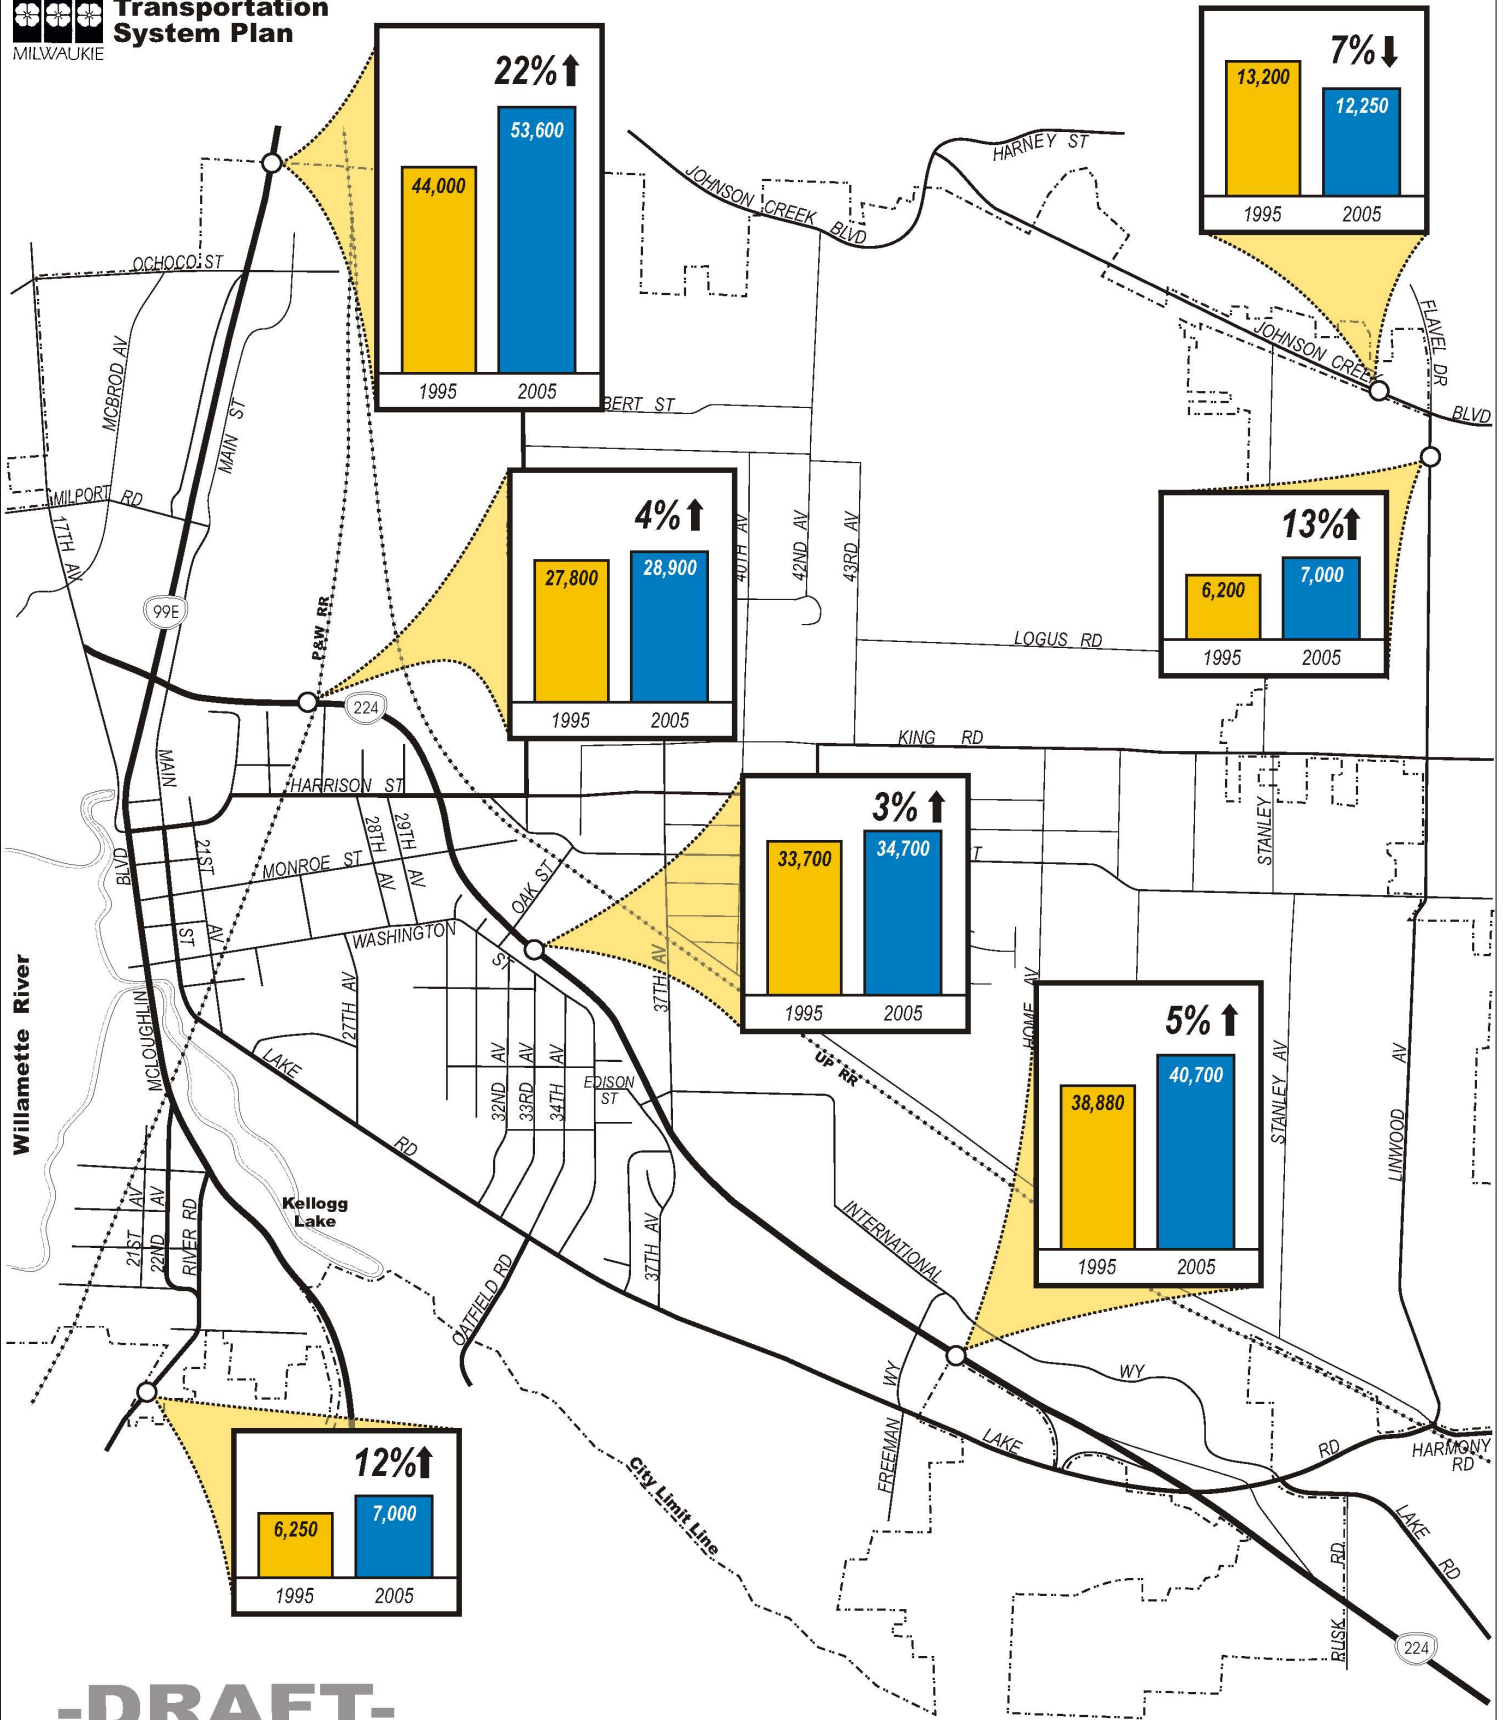 Transportation
System Plan
MILWAUKIE
22%
44,000
53,600
1995
2005
7%
13,200
12,250
1995
2005
HARNEY ST
JOHNSON CREEK BLVD
OCHOCO ST
MCBROD AV
MAIN ST
JOHNSON CREEK
BLVD
FLAVEL DR
BERT ST
MILPORT RD
17TH AV
4%
27,800
28,900
1995
2005
40TH AV
42ND AV
43RD AV
13%
6,200
7,000
1995
2005
99E
P&W RR
224
LOGUS RD
KING RD
MAIN
HARRISON ST
3%
33,700
34,700
1995
2005
T
STANLEY
BLVD
21ST
28TH AV
29TH AV
MONROE ST
OAK ST
ST
AV
WASHINGTON
ST
Willamette River
MCLOUGHLIN
27TH AV
37TH AV
HOME AV
5%
38,880
40,700
1995
2005
LAKE
RD
32ND AV
33RD AV
34TH AV
EDISON
ST
UP RR
STANLEY AV
LINWOOD AV
21ST AV
22ND AV
RIVER RD
Kellogg
Lake
37TH AV
INTERNATIONAL
WY
OATFIELD RD
FREEMAN WY
LAKE
RD
HARMONY
RD
12%
6,250
7,000
1995
2005
City Limit Line
LAKE RD
RUSK RD
224
-DRAFT-